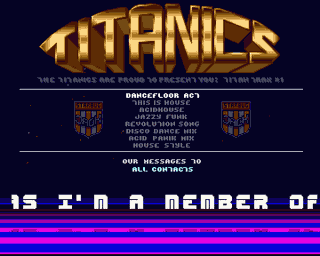 TITANICS
THE TITANICS ARE PROUD TO PRESENT YOU: TITAN TRAX #1
DANCEFLOOR ACT
THIS IS HOUSE
ACIDHOUSE
JAZZY FUNK
REVOLUTION SONG
DISCO DANCE MIX
ACID PANIK MIX
HOUSE STYLE
OUR MESSAGES TO
ALL CONTACTS
IS I'M A MEMBER OF